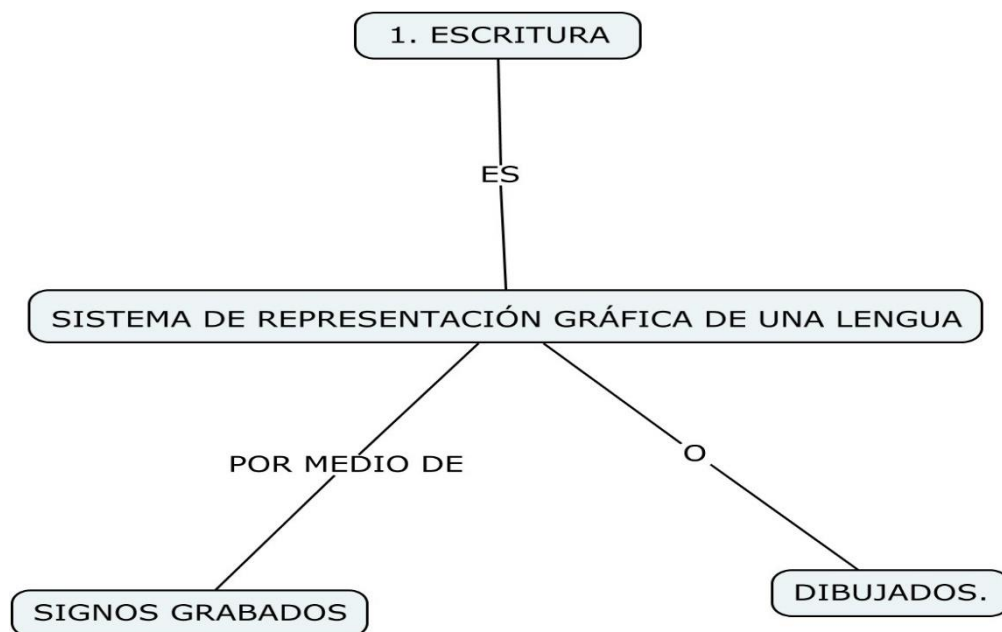 1. ESCRITURA
ES
SISTEMA DE REPRESENTACIÓN GRÁFICA DE UNA LENGUA
POR MEDIO DE
O
SIGNOS GRABADOS
DIBUJADOS.